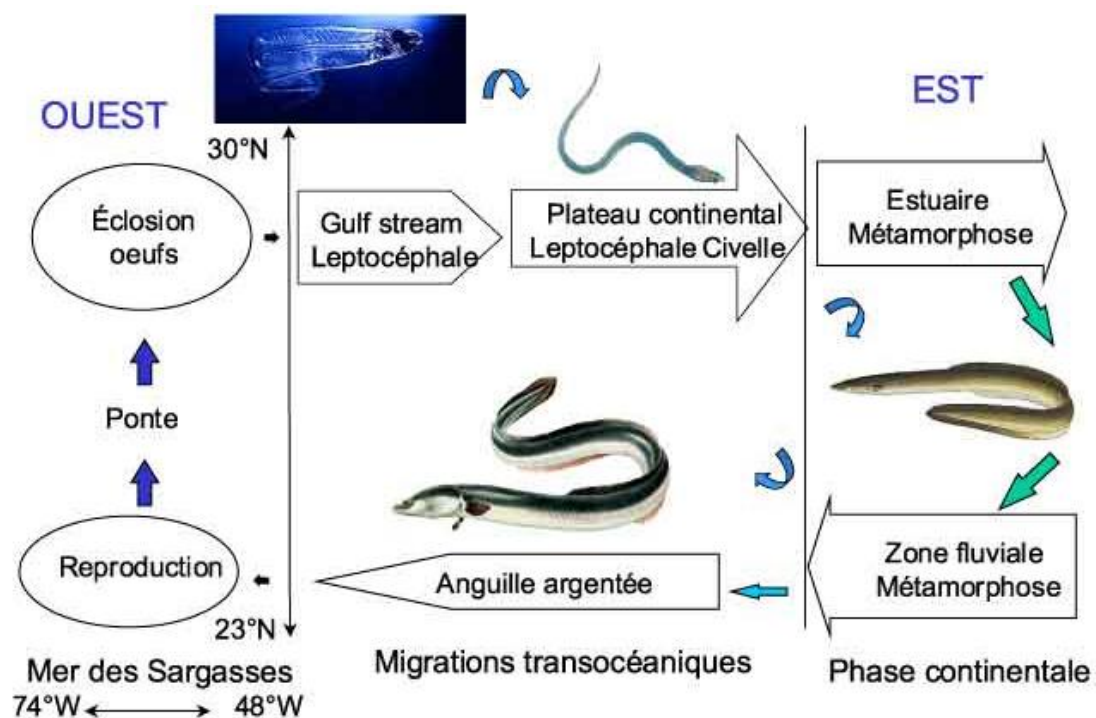 OUEST
EST
30°N
Éclosion
oeufs
Gulf stream
Leptocéphale
Plateau continental
Leptocéphale Civelle
Estuaire
Métamorphose
Ponte
Reproduction
Anguille argentée
Zone fluviale
Métamorphose
23°N
Mer des Sargasses
Migrations transocéaniques
Phase continentale
74°W
48°W